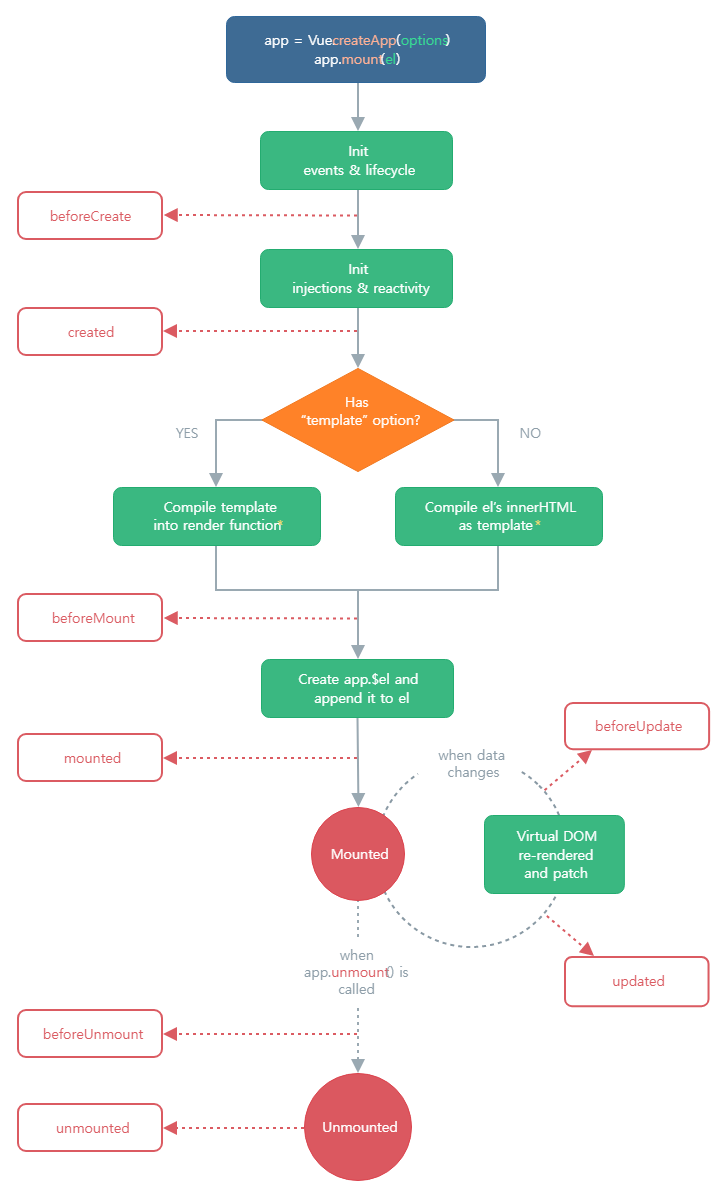 app = Vue.createApp(options)
app.mount(el)
Init
events & lifecycle
beforeCreate
Init
injections & reactivity
created
Has
“template” option?
YES
NO
Compile template
into render function*
Compile el’s innerHTML
as template*
beforeMount
Create app.$el and
append it to el
beforeUpdate
mounted
when data
changes
Virtual DOM
re-rendered
and patch
Mounted
when
app.unmount() is
called
updated
beforeUnmount
unmounted
Unmounted